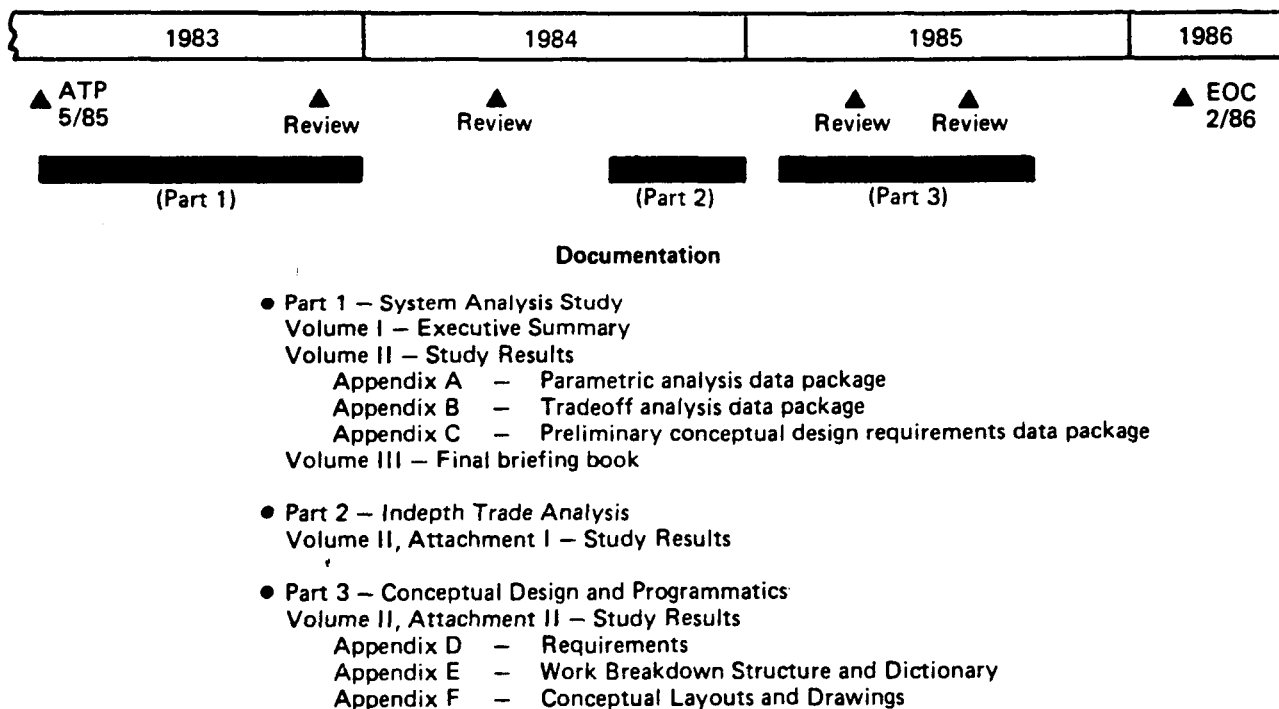 1983 1984 1985 1986
ATP EOC
5/85 Review Review Review Review 2/86
(Part 1) (Part 2) (Part 3)
Documentation
● Part 1 – System Analysis Study
Volume I – Executive Summary
Volume II – Study Results
Appendix A – Parametric analysis data package
Appendix B – Tradeoff analysis data package
Appendix C – Preliminary conceptual design requirements data package
Volume III – Final briefing book
● Part 2 – Indepth Trade Analysis
Volume II, Attachment I – Study Results
● Part 3 – Conceptual Design and Programmatics
Volume II, Attachment II – Study Results
Appendix D – Requirements
Appendix E – Work Breakdown Structure and Dictionary
Appendix F – Conceptual Layouts and Drawings